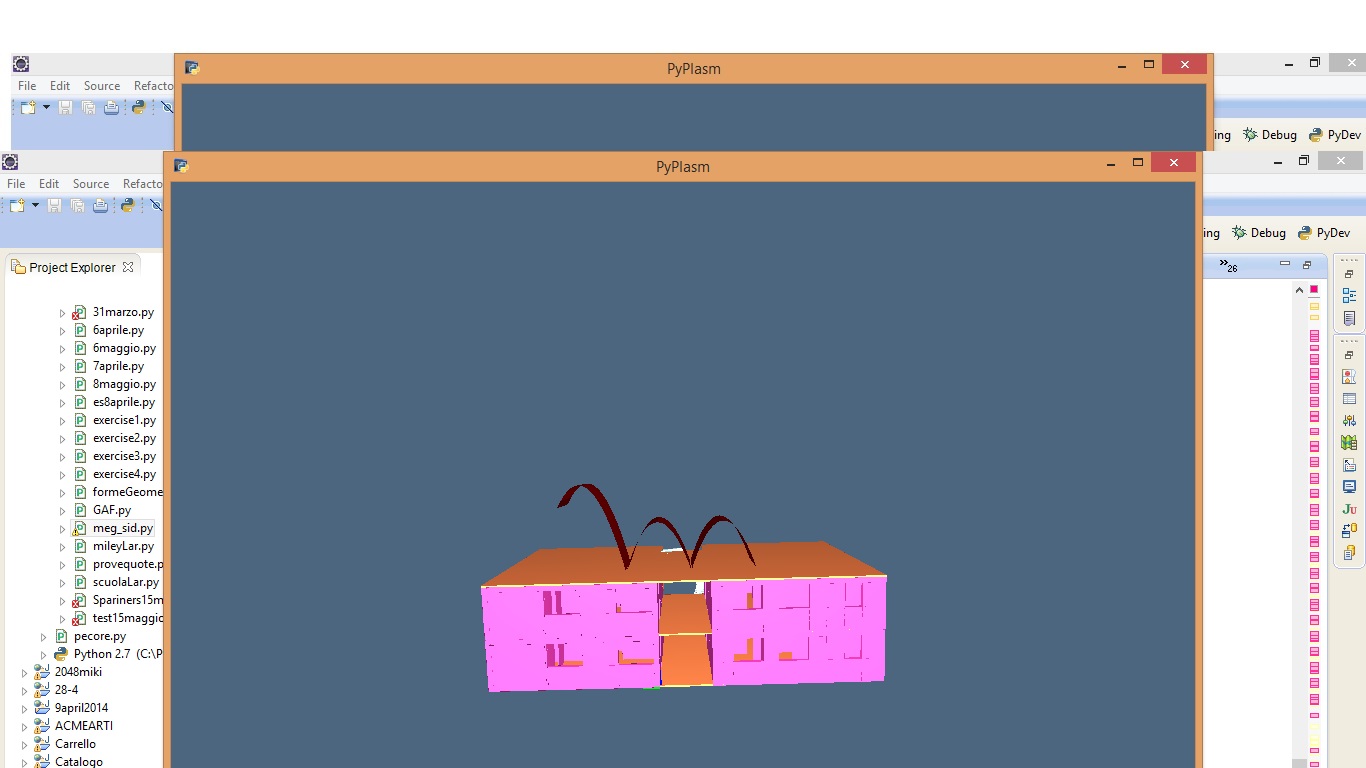 PyPlasm
File Edit Source Refacto
ing Debug PyDev
PyPlasm
File Edit Source Refacto
ing Debug PyDev
Project Explorer
»26
31marzo.py
6aprile.py
6maggio.py
7aprile.py
8maggio.py
es8aprile.py
exercise1.py
exercise2.py
exercise3.py
exercise4.py
formeGeome
GAF.py
meg_sid.py
mileyLar.py
provequote.p
scuolaLar.py
Spariners15m
test15maggio
pecore.py
Python 2.7 (C:\P
2048miki
28-4
9april2014
ACMEARTI
Carrello
Catalogo
Ju